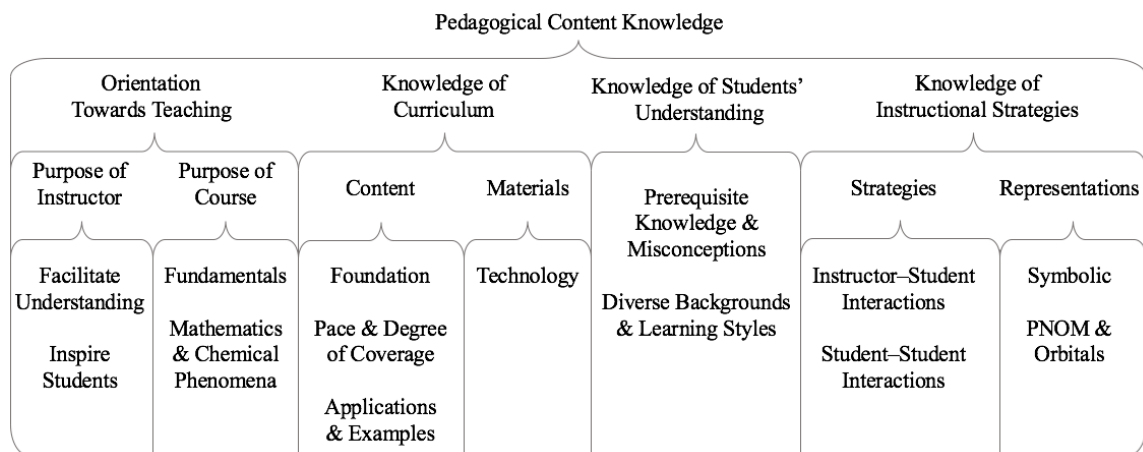 Pedagogical Content Knowledge
Orientation
Towards Teaching
Knowledge of
Curriculum
Knowledge of Students’
Understanding
Knowledge of
Instructional Strategies
Purpose of
Instructor
Purpose of
Course
Content
Materials
Prerequisite
Knowledge &
Misconceptions
Diverse Backgrounds
& Learning Styles
Strategies
Representations
Facilitate
Understanding
Inspire
Students
Fundamentals
Mathematics
& Chemical
Phenomena
Foundation
Pace & Degree
of Coverage
Applications
& Examples
Technology
Instructor–Student
Interactions
Student–Student
Interactions
Symbolic
PNOM &
Orbitals